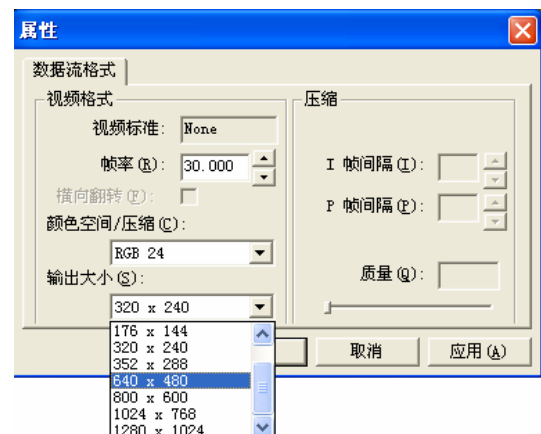 属性
数据流格式
视频格式
视频标准: None
帧率(R): 30.000
横向翻转(F):
颜色空间/压缩(C):
RGB 24
输出大小(S):
320 x 240
176 x 144
320 x 240
352 x 288
640 x 480
800 x 600
1024 x 768
1280 x 1024
压缩
I 帧间隔(I):
P 帧间隔(P):
质量(Q):
取消
应用(A)